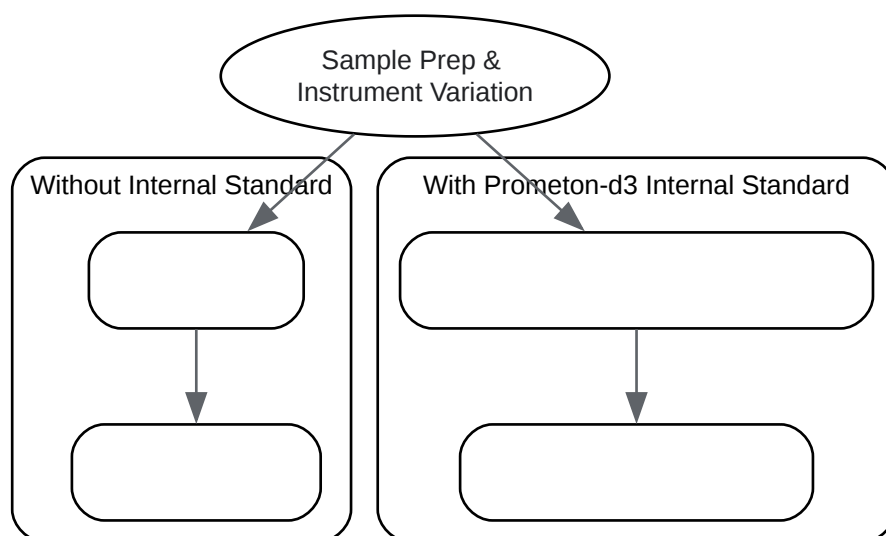 Sample Prep &
Instrument Variation
Without Internal Standard
With Prometon-d3 Internal Standard